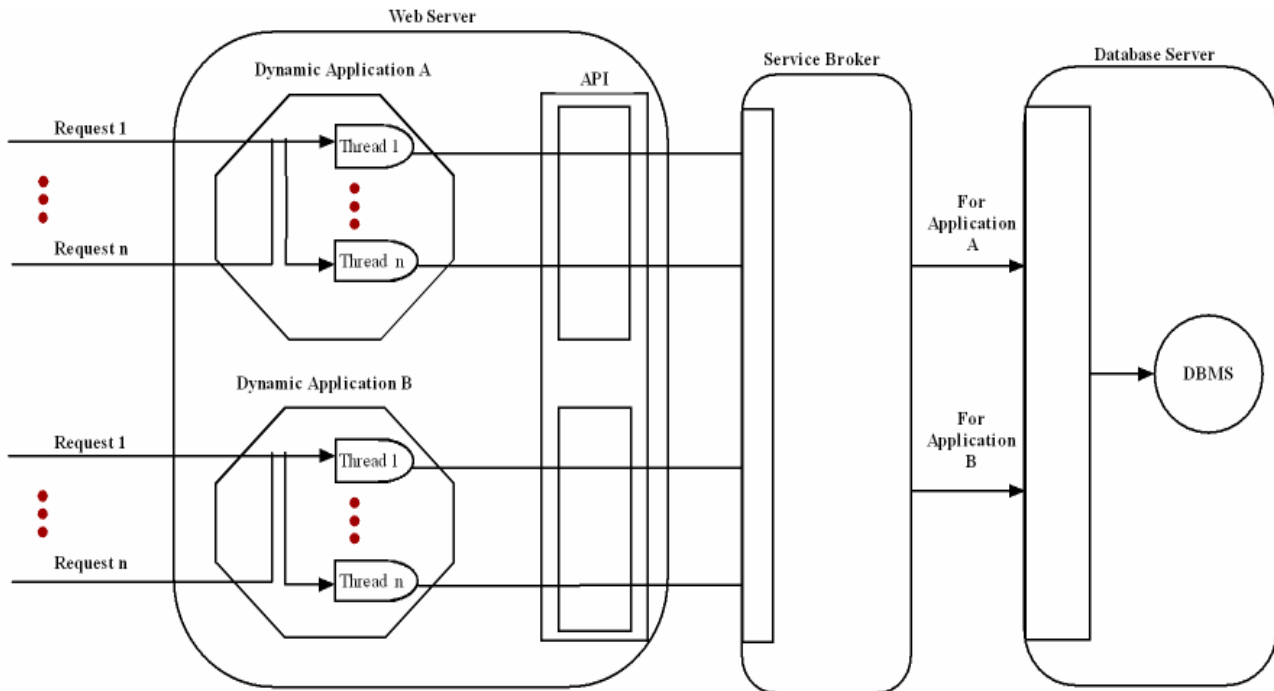 Web Server
Service Broker
Database Server
Dynamic Application A
API
Request 1
Thread 1
Request n
Thread n
For
Application
A
DBMS
Dynamic Application B
For
Application
B
Request 1
Thread 1
Request n
Thread n